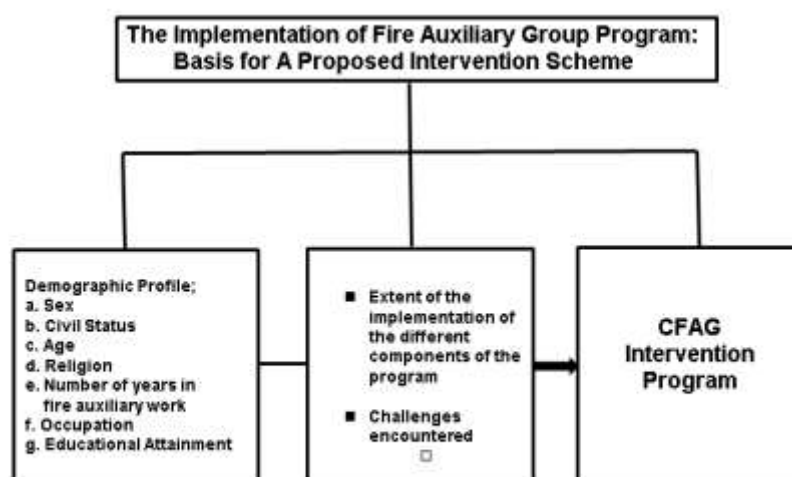 The Implementation of Fire Auxiliary Group Program:
Basis for A Proposed Intervention Scheme
Demographic Profile;
a. Sex
b. Civil Status
c. Age
d. Religion
e. Number of years in
fire auxiliary work
f. Occupation
g. Educational Attainment
■ Extent of the
implementation of
the different
components of the
program
■ Challenges
encountered
CFAG
Intervention
Program